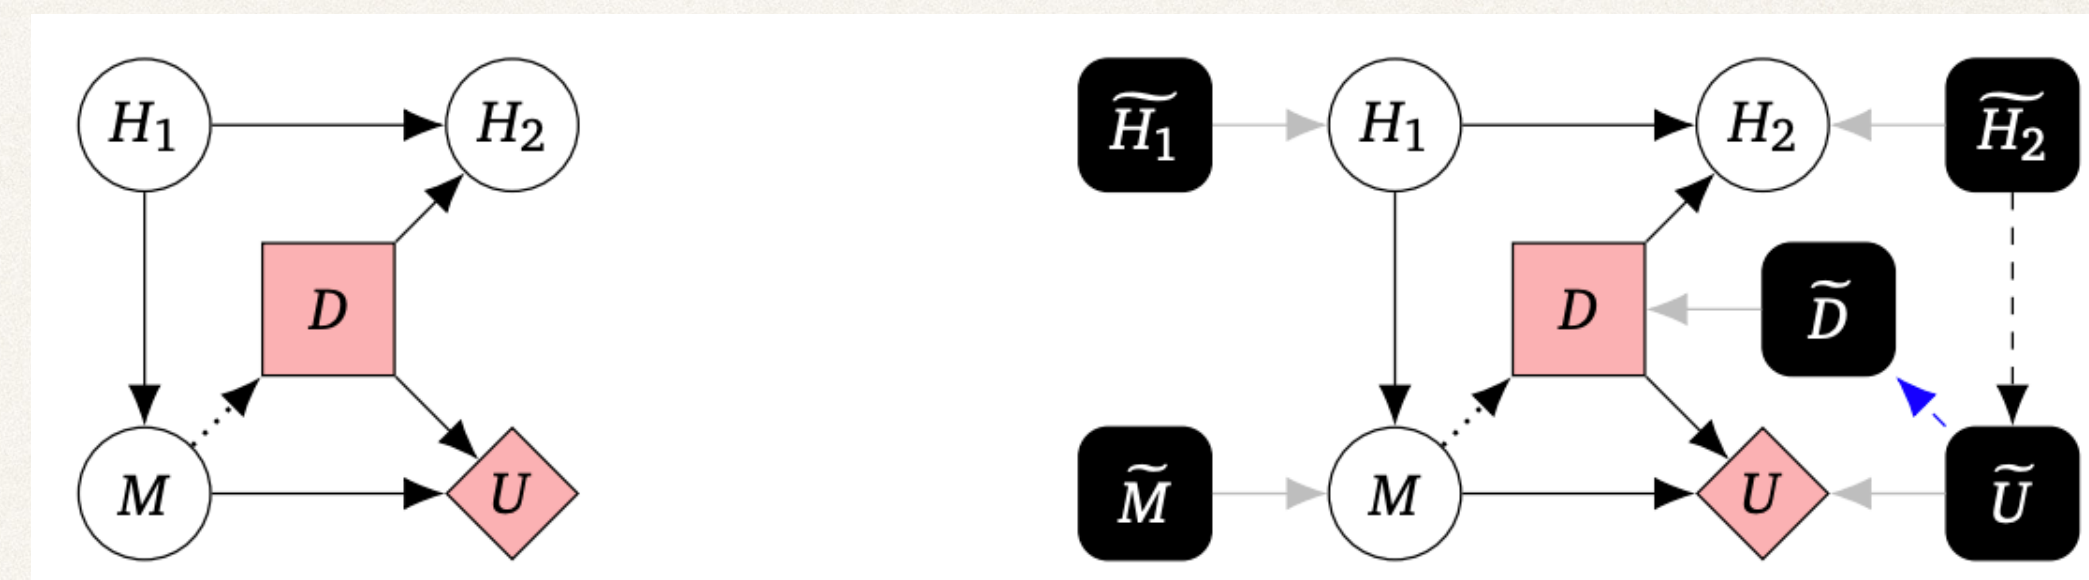 H₁ H₂ H̃₁ H₁ H₂ H̃₂
D D D̃
M U M̃ M U Ũ